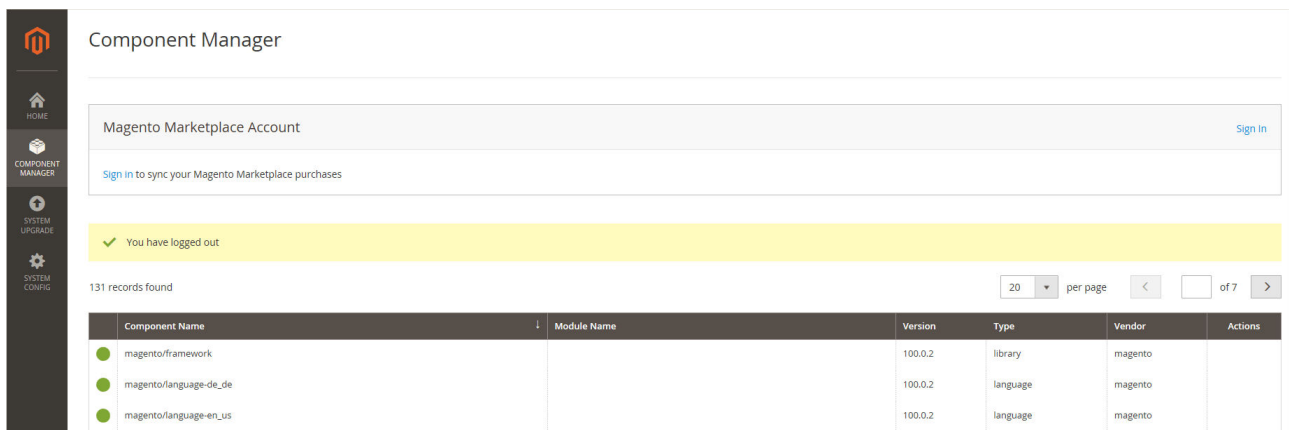 Component Manager
HOME
COMPONENT
MANAGER
SYSTEM
UPGRADE
SYSTEM
CONFIG
Magento Marketplace Account
Sign In
Sign in to sync your Magento Marketplace purchases
You have logged out
131 records found
20 per page of 7
Component Name ↓ Module Name Version Type Vendor Actions
magento/framework 100.0.2 library magento
magento/language-de_de 100.0.2 language magento
magento/language-en_us 100.0.2 language magento